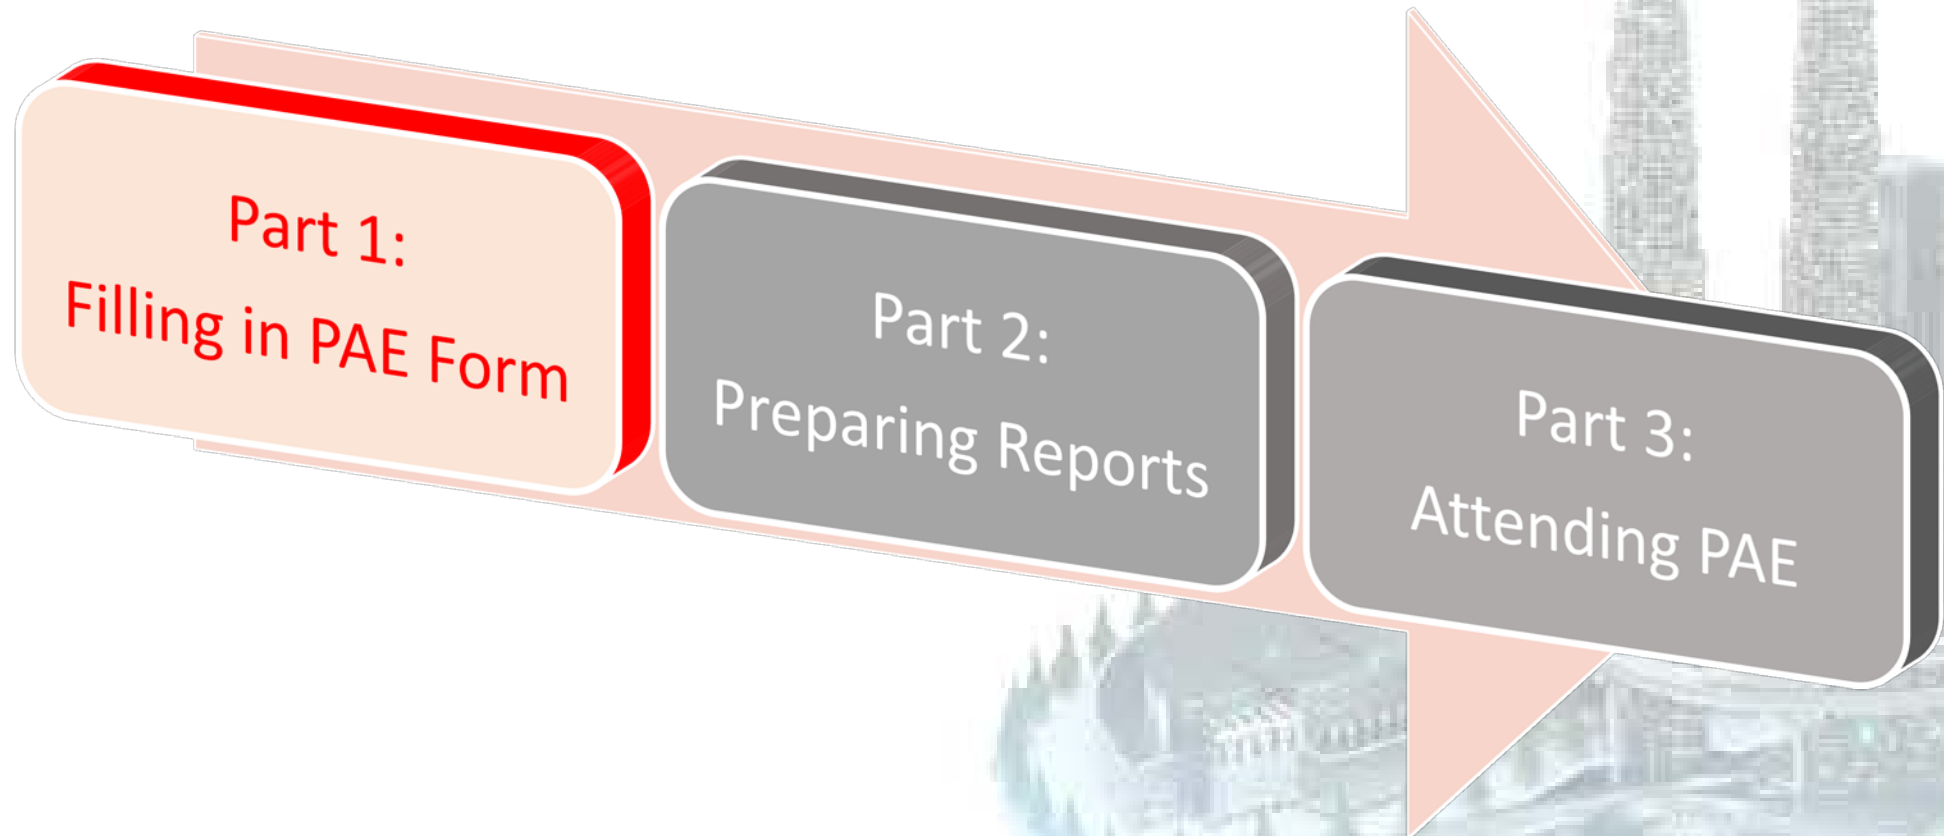 Part 1:
Filling in PAE Form
Part 2:
Preparing Reports
Part 3:
Attending PAE